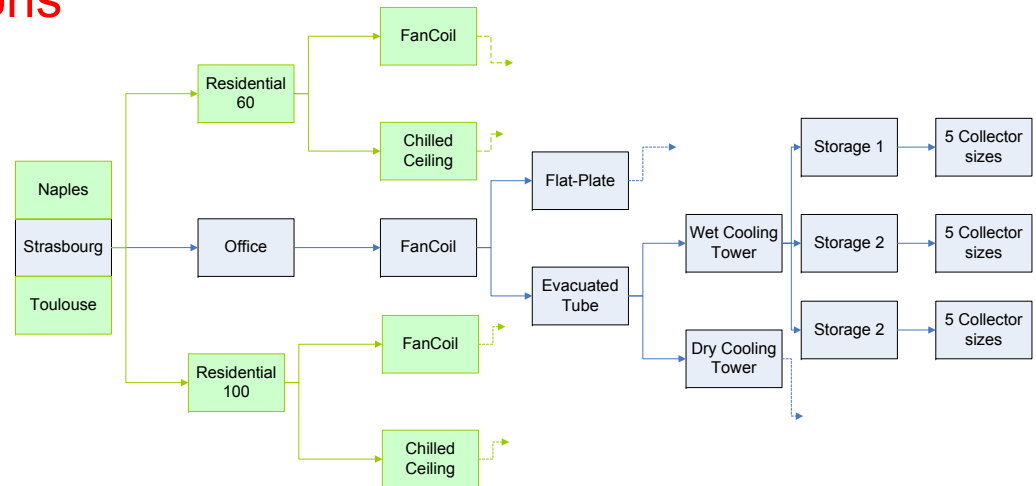 ons
FanCoil
Residential
60
Chilled
Ceiling
Naples
Strasbourg
Toulouse
Office
FanCoil
Residential
100
FanCoil
Chilled
Ceiling
Flat-Plate
Evacuated
Tube
Wet Cooling
Tower
Dry Cooling
Tower
Storage 1
5 Collector
sizes
Storage 2
5 Collector
sizes
Storage 2
5 Collector
sizes